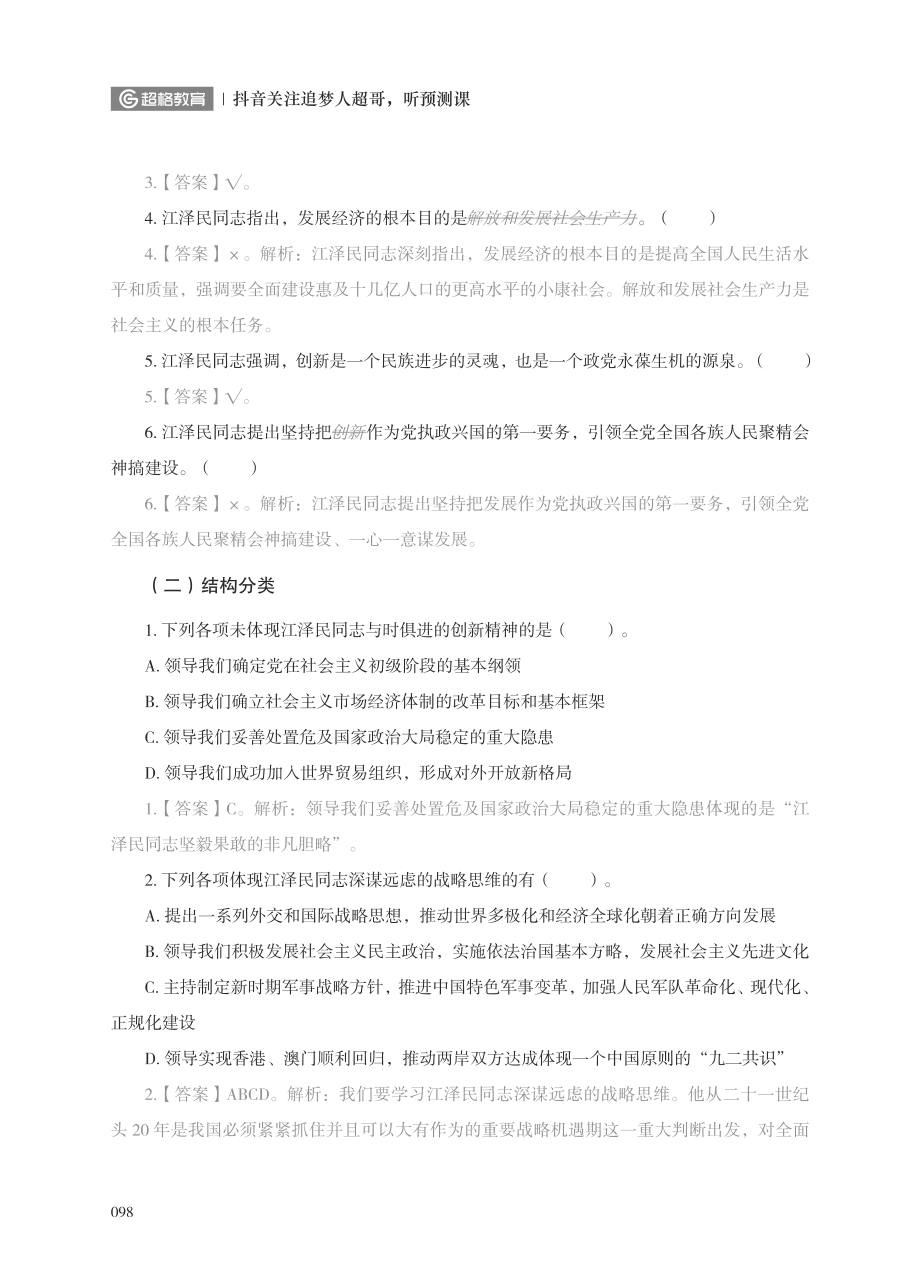 超格教育 | 抖音关注追梦人超哥，听预测课
3.【答案】√。
4. 江泽民同志指出，发展经济的根本目的是解放和发展社会生产力。（　　）
4.【答案】×。解析：江泽民同志深刻指出，发展经济的根本目的是提高全国人民生活水
平和质量，强调要全面建设惠及十几亿人口的更高水平的小康社会。解放和发展社会生产力是
社会主义的根本任务。
5. 江泽民同志强调，创新是一个民族进步的灵魂，也是一个政党永葆生机的源泉。（　　）
5.【答案】√。
6. 江泽民同志提出坚持把创新作为党执政兴国的第一要务，引领全党全国各族人民聚精会
神搞建设。（　　）
6.【答案】×。解析：江泽民同志提出坚持把发展作为党执政兴国的第一要务，引领全党
全国各族人民聚精会神搞建设、一心一意谋发展。
（二）结构分类
1. 下列各项未体现江泽民同志与时俱进的创新精神的是（　　）。
A. 领导我们确定党在社会主义初级阶段的基本纲领
B. 领导我们确立社会主义市场经济体制的改革目标和基本框架
C. 领导我们妥善处置危及国家政治大局稳定的重大隐患
D. 领导我们成功加入世界贸易组织，形成对外开放新格局
1.【答案】C。解析：领导我们妥善处置危及国家政治大局稳定的重大隐患体现的是“江
泽民同志坚毅果敢的非凡胆略”。
2. 下列各项体现江泽民同志深谋远虑的战略思维的有（　　）。
A. 提出一系列外交和国际战略思想，推动世界多极化和经济全球化朝着正确方向发展
B. 领导我们积极发展社会主义民主政治，实施依法治国基本方略，发展社会主义先进文化
C. 主持制定新时期军事战略方针，推进中国特色军事变革，加强人民军队革命化、现代化、
正规化建设
D. 领导实现香港、澳门顺利回归，推动两岸双方达成体现一个中国原则的“九二共识”
2.【答案】ABCD。解析：我们要学习江泽民同志深谋远虑的战略思维。他从二十一世纪
头 20 年是我国必须紧紧抓住并且可以大有作为的重要战略机遇期这一重大判断出发，对全面
098